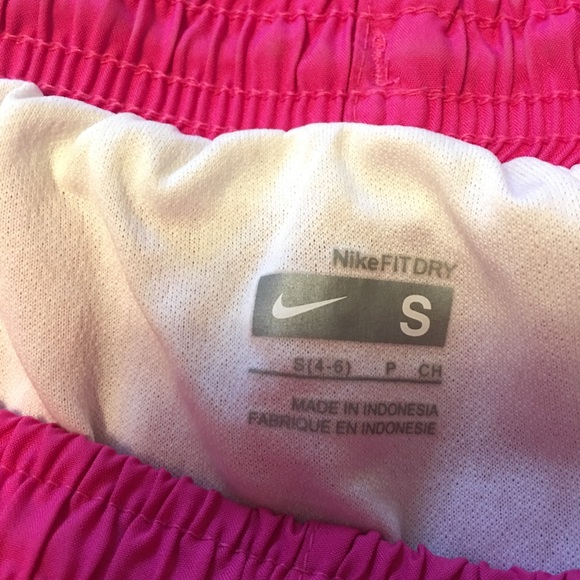 NikeFITDRY
S
S(4-6) P CH
MADE IN INDONESIA
FABRIQUE EN INDONESIE